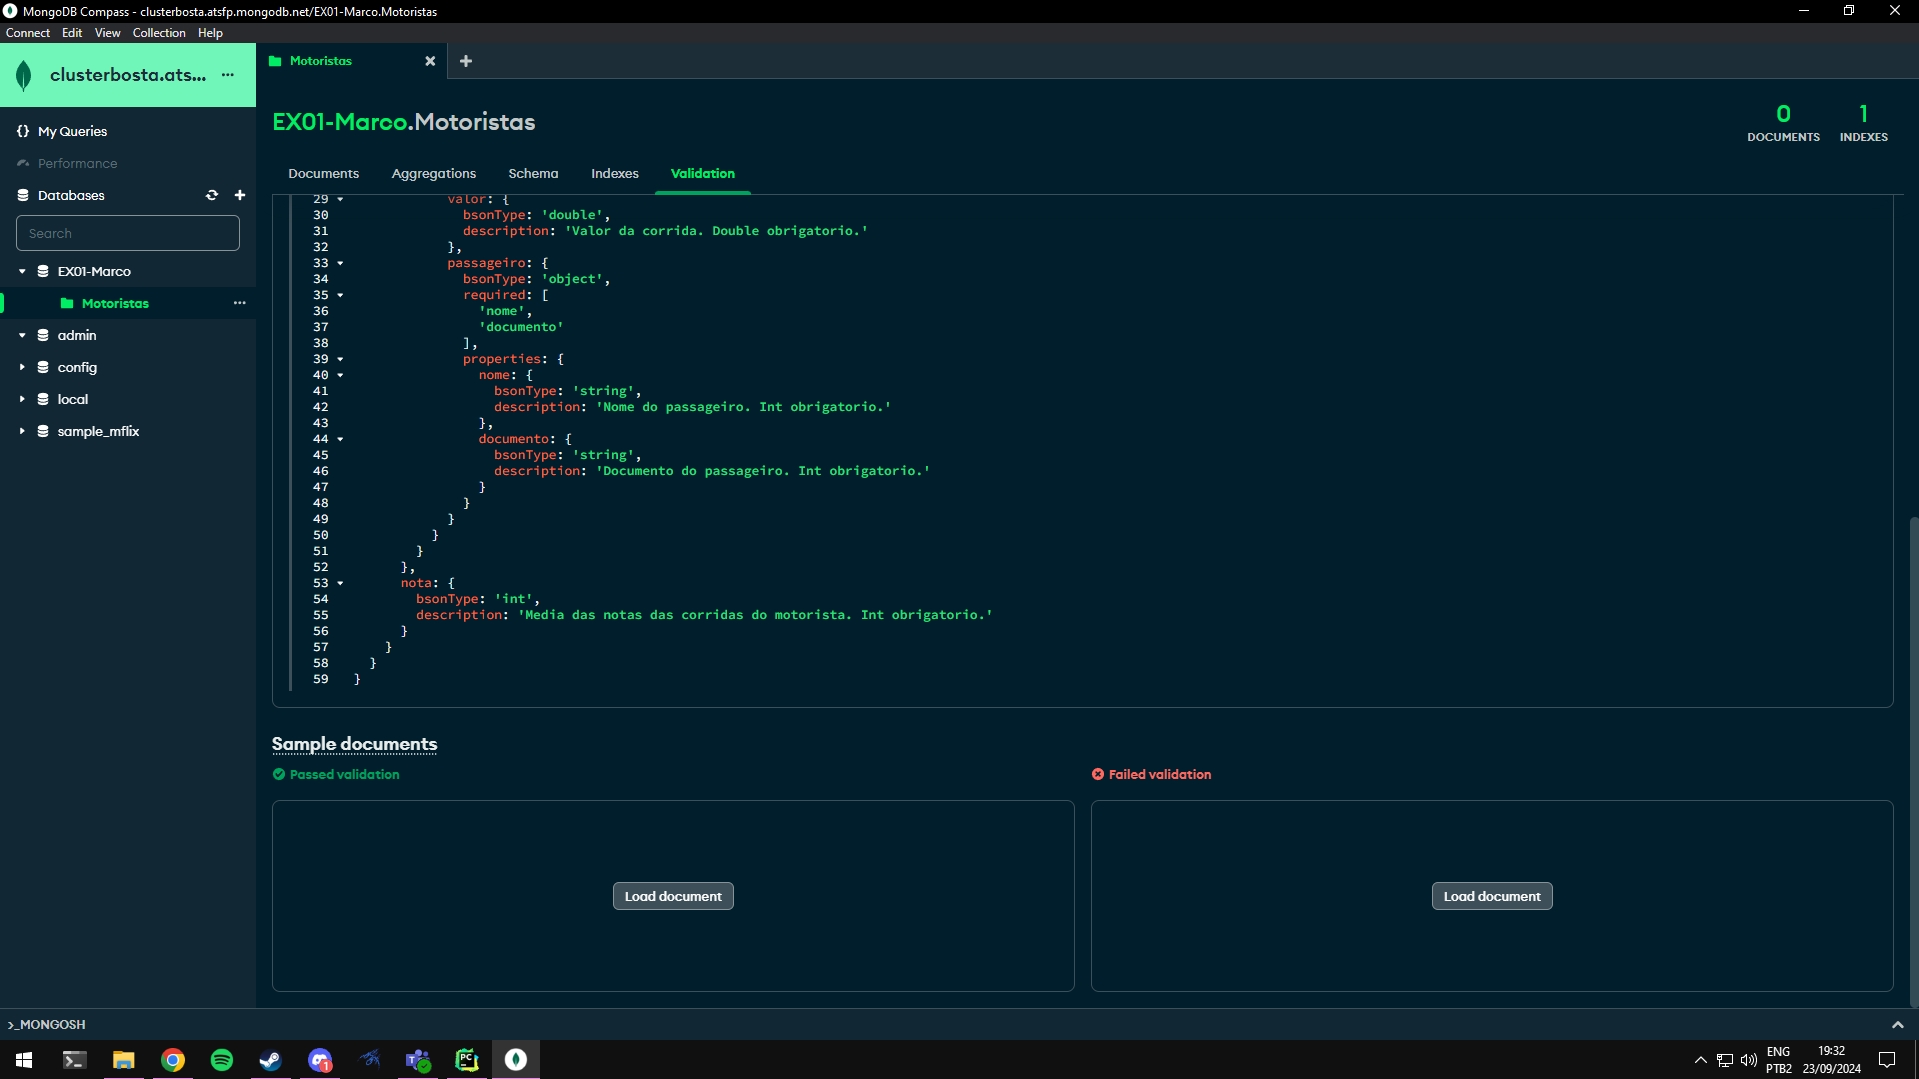 MongoDB Compass - clusterbosta.atsfp.mongodb.net/EX01-Marco.Motoristas
Connect Edit View Collection Help
clusterbosta.ats...
Motoristas
My Queries
Performance
Databases
Search
EX01-Marco
Motoristas
admin
config
local
sample_mflix
EX01-Marco.Motoristas
0
DOCUMENTS
1
INDEXES
Documents Aggregations Schema Indexes Validation
29 valor: {
30 bsonType: 'double',
31 description: 'Valor da corrida. Double obrigatorio.'
32 },
33 passageiro: {
34 bsonType: 'object',
35 required: [
36 'nome',
37 'documento'
38 ],
39 properties: {
40 nome: {
41 bsonType: 'string',
42 description: 'Nome do passageiro. Int obrigatorio.'
43 },
44 documento: {
45 bsonType: 'string',
46 description: 'Documento do passageiro. Int obrigatorio.'
47 }
48 }
49 }
50 }
51 }
52 },
53 nota: {
54 bsonType: 'int',
55 description: 'Media das notas das corridas do motorista. Int obrigatorio.'
56 }
57 }
58 }
59 }
Sample documents
Passed validation
Failed validation
Load document
Load document
>_MONGOSH
ENG
PTB2
19:32
23/09/2024